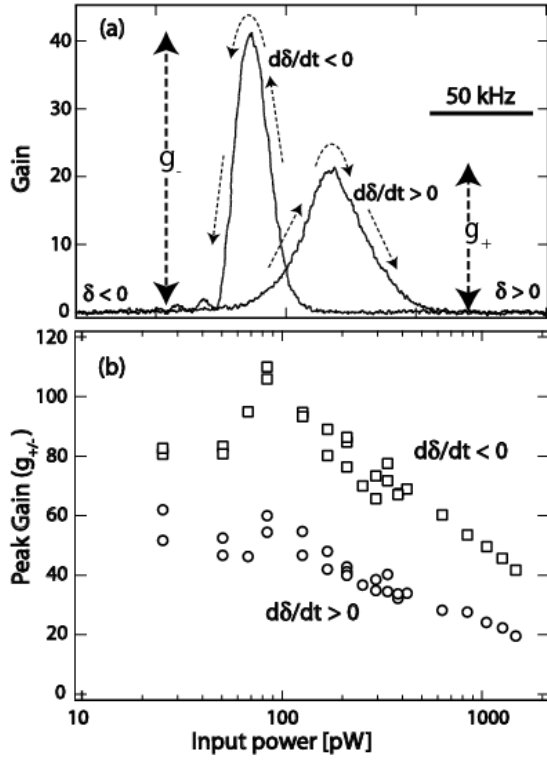 (a)
dδ/dt < 0
50 kHz
g-
dδ/dt > 0
g+
δ < 0
δ > 0
Gain
40
30
20
10
0
(b)
dδ/dt < 0
dδ/dt > 0
Peak Gain (g+/-)
120
100
80
60
40
20
0
10
100
1000
Input power [pW]